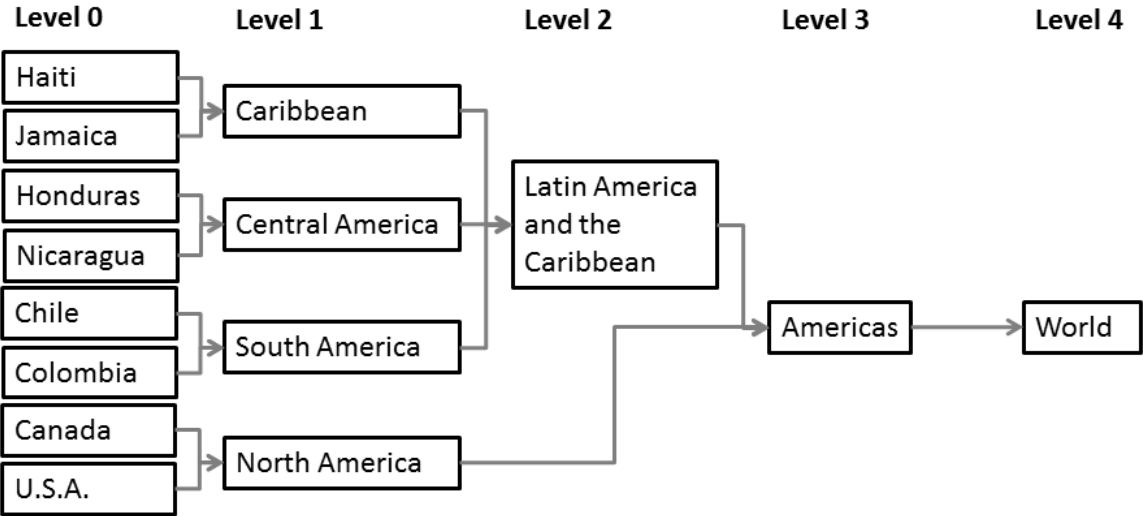 Level 0
Level 1
Level 2
Level 3
Level 4
Haiti
Jamaica
Honduras
Nicaragua
Chile
Colombia
Canada
U.S.A.
Caribbean
Central America
South America
North America
Latin America
and the
Caribbean
Americas
World